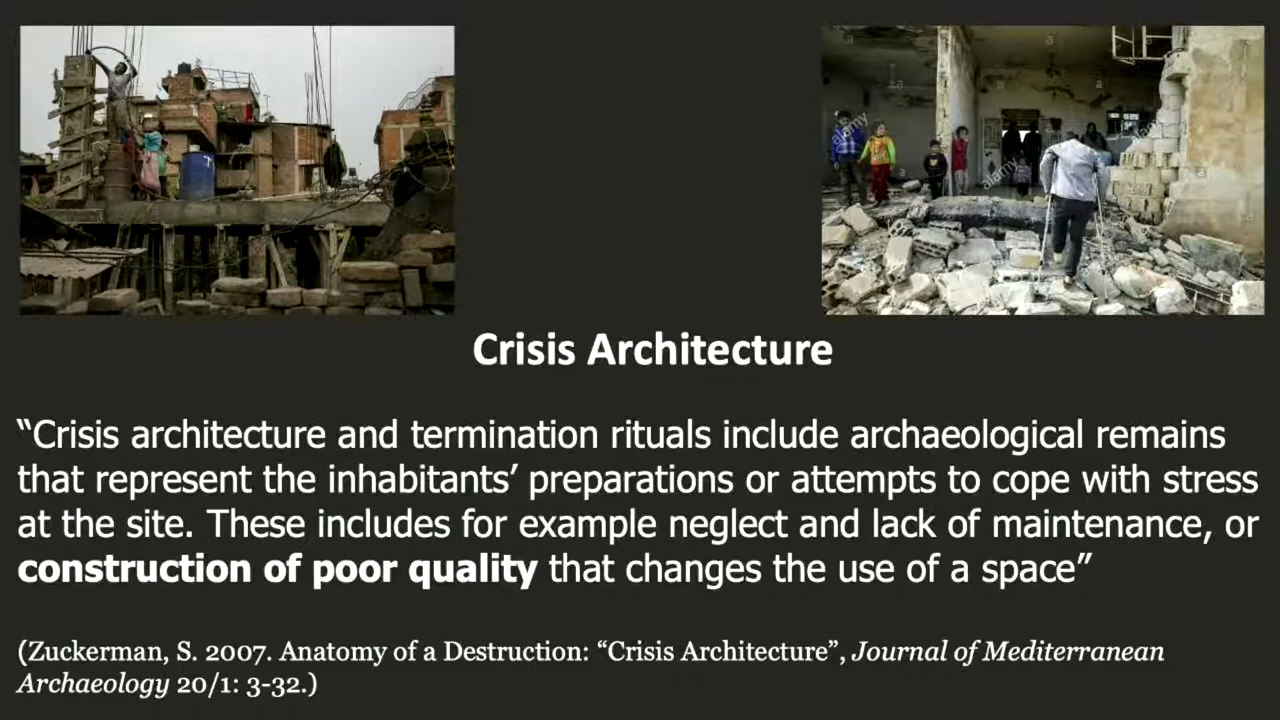 Crisis Architecture
“Crisis architecture and termination rituals include archaeological remains
that represent the inhabitants’ preparations or attempts to cope with stress
at the site. These includes for example neglect and lack of maintenance, or
construction of poor quality that changes the use of a space”
(Zuckerman, S. 2007. Anatomy of a Destruction: “Crisis Architecture”, Journal of Mediterranean
Archaeology 20/1: 3-32.)
alamy
alamy
alamy
a
a
a
a